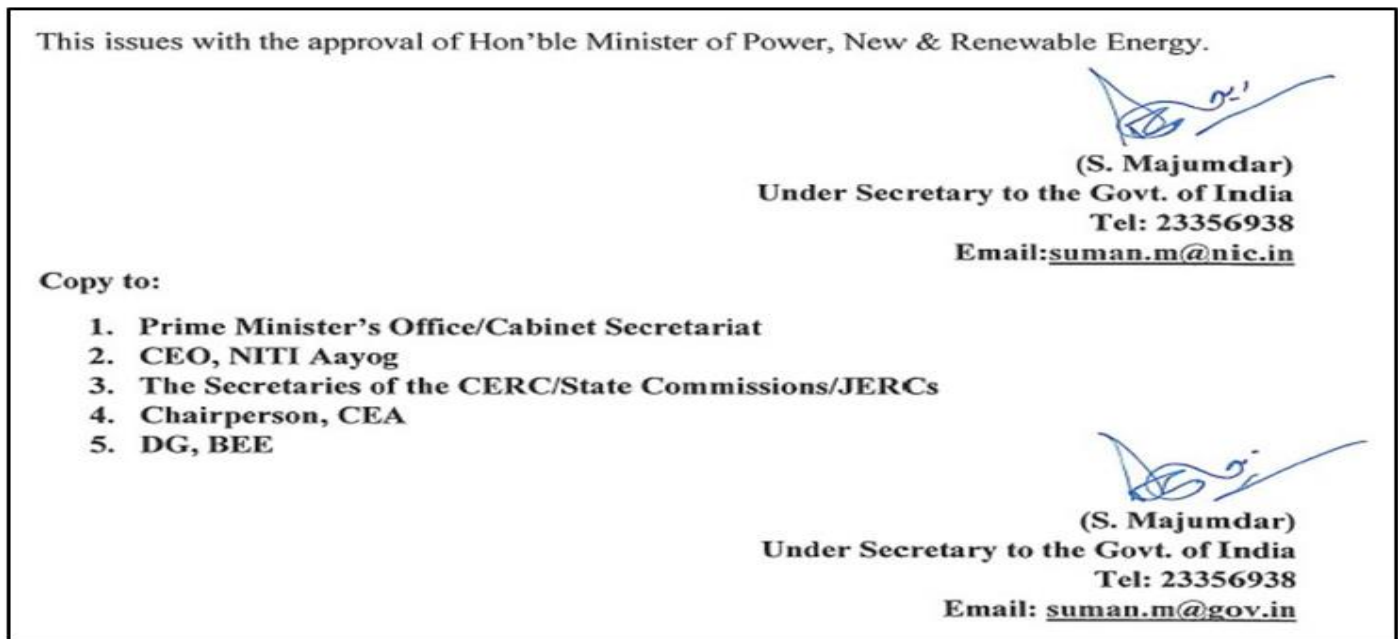 This issues with the approval of Hon'ble Minister of Power, New & Renewable Energy.
(S. Majumdar)
Under Secretary to the Govt. of India
Tel: 23356938
Email:suman.m@nic.in
Copy to:
1. Prime Minister's Office/Cabinet Secretariat
2. CEO, NITI Aayog
3. The Secretaries of the CERC/State Commissions/JERCs
4. Chairperson, CEA
5. DG, BEE
(S. Majumdar)
Under Secretary to the Govt. of India
Tel: 23356938
Email: suman.m@gov.in